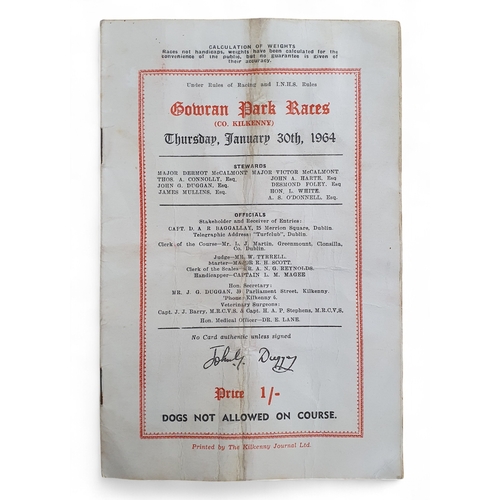 CALCULATION OF WEIGHTS
Races not handicaps, weights have been calculated for the
convenience of the public, but no guarantee is given of
their accuracy.
Under Rules of Racing and I.N.H.S. Rules
Gowran Park Races
(CO. KILKENNY)
Thursday, January 30th, 1964
STEWARDS
MAJOR DERMOT McCALMONT MAJOR VICTOR McCALMONT
THOS. A. CONNOLLY, Esq. JOHN A. HARTE, Esq.
JOHN G. DUGGAN, Esq. DESMOND FOLEY, Esq.
JAMES MULLINS, Esq. HON. L. WHITE.
A. S. O'DONNELL, Esq.
OFFICIALS
Stakeholder and Receiver of Entries:
CAPT. D. A R BAGGALLAY, 25 Merrion Square, Dublin.
Telegraphic Address: "Turfclub", Dublin.
Clerk of the Course—Mr. L. J. Martin, Greenmount, Clonsilla,
Co. Dublin.
Judge—MR. W. TYRRELL.
Starter—MAJOR R. H. SCOTT.
Clerk of the Scales—MR. A. N. G. REYNOLDS.
Handicapper—CAPTAIN L. M. MAGEE
Hon. Secretary:
MR. J. G. DUGGAN, 39 Parliament Street, Kilkenny.
'Phone: Kilkenny 4.
Veterinary Surgeons:
Capt. J. J. Barry, M.R.C.V.S. & Capt. H. A. P. Stephens, M.R.C.V.S,
Hon. Medical Officer—DR. E. LANE.
No Card authentic unless signed
John G. Duggan
Price 1/-
DOGS NOT ALLOWED ON COURSE.
Printed by The Kilkenny Journal Ltd.